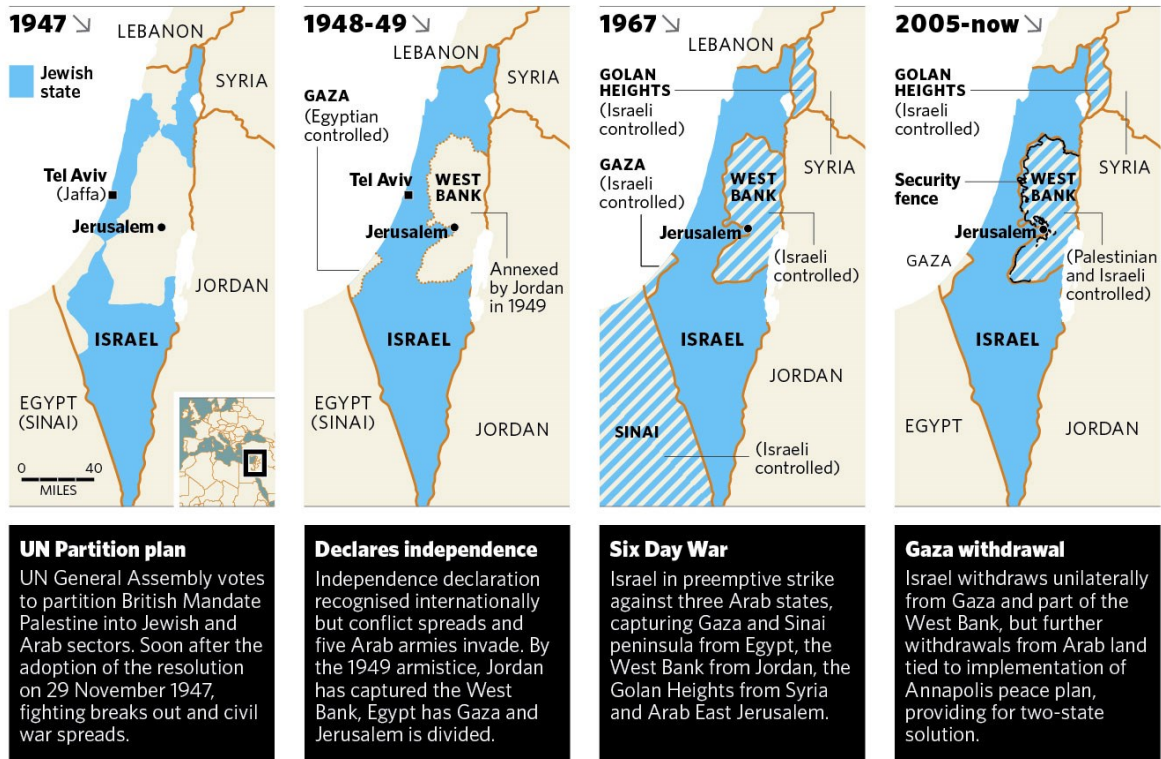 1947
LEBANON
Jewish
state
SYRIA
Tel Aviv
(Jaffa)
Jerusalem
JORDAN
ISRAEL
EGYPT
(SINAI)
0 40
MILES
UN Partition plan
UN General Assembly votes
to partition British Mandate
Palestine into Jewish and
Arab sectors. Soon after the
adoption of the resolution
on 29 November 1947,
fighting breaks out and civil
war spreads.
1948-49
LEBANON
SYRIA
GAZA
(Egyptian
controlled)
Tel Aviv
WEST
BANK
Jerusalem
Annexed
by Jordan
in 1949
ISRAEL
EGYPT
(SINAI)
JORDAN
Declares independence
Independence declaration
recognised internationally
but conflict spreads and
five Arab armies invade. By
the 1949 armistice, Jordan
has captured the West
Bank, Egypt has Gaza and
Jerusalem is divided.
1967
LEBANON
GOLAN
HEIGHTS
(Israeli
controlled)
SYRIA
GAZA
(Israeli
controlled)
WEST
BANK
Jerusalem
(Israeli
controlled)
ISRAEL
JORDAN
SINAI
(Israeli
controlled)
Six Day War
Israel in preemptive strike
against three Arab states,
capturing Gaza and Sinai
peninsula from Egypt, the
West Bank from Jordan, the
Golan Heights from Syria
and Arab East Jerusalem.
2005-now
GOLAN
HEIGHTS
(Israeli
controlled)
SYRIA
Security
fence
WEST
BANK
Jerusalem
GAZA
(Palestinian
and Israeli
controlled)
ISRAEL
EGYPT
JORDAN
Gaza withdrawal
Israel withdraws unilaterally
from Gaza and part of the
West Bank, but further
withdrawals from Arab land
tied to implementation of
Annapolis peace plan,
providing for two-state
solution.